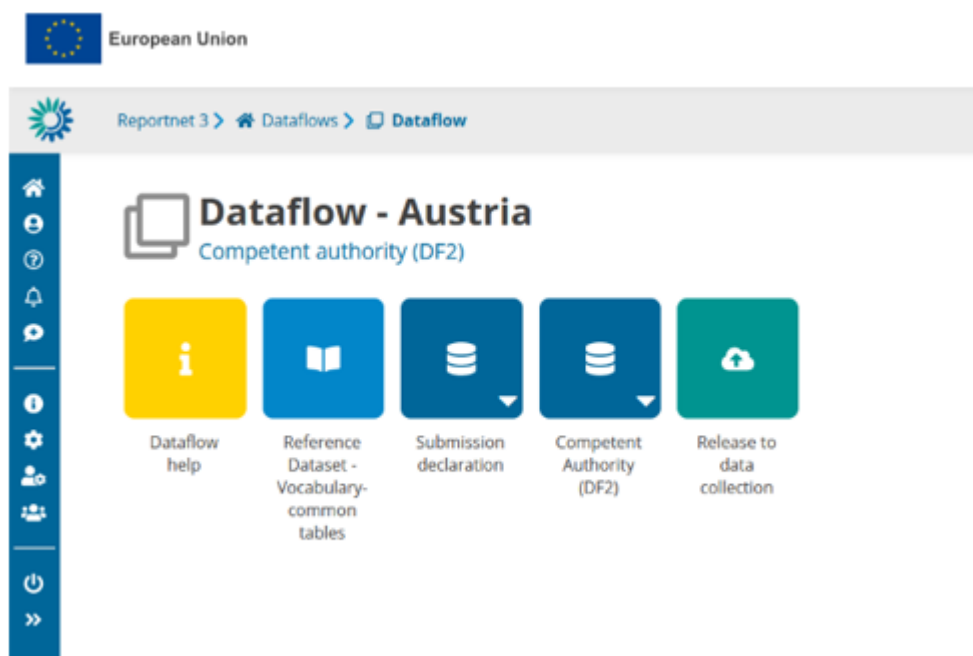 European Union
Reportnet 3 Dataflows Dataflow
Dataflow - Austria
Competent authority (DF2)
Dataflow
help
Reference
Dataset -
Vocabulary-
common
tables
Submission
declaration
Competent
Authority
(DF2)
Release to
data
collection